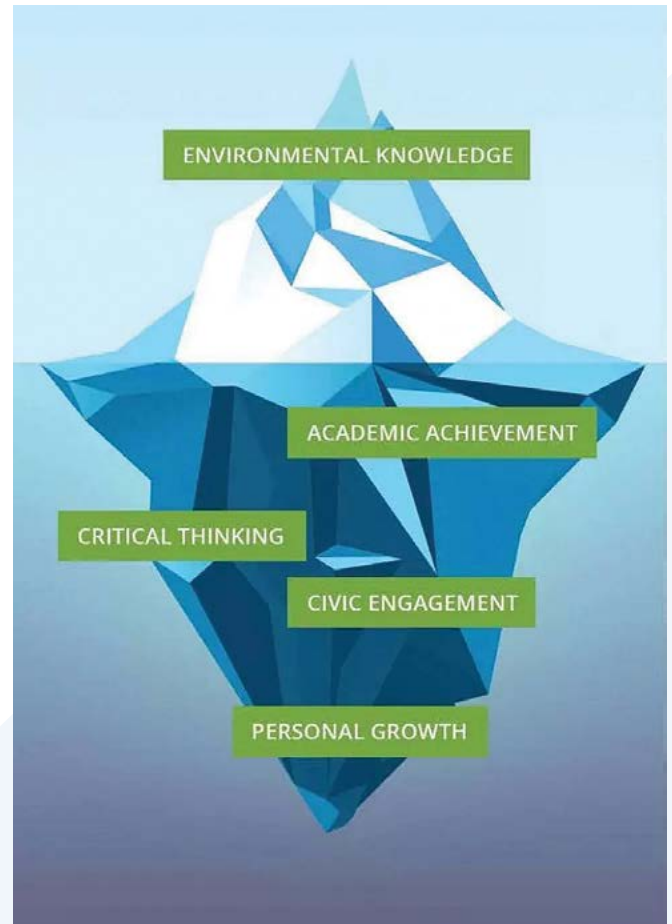 ENVIRONMENTAL KNOWLEDGE
ACADEMIC ACHIEVEMENT
CRITICAL THINKING
CIVIC ENGAGEMENT
PERSONAL GROWTH